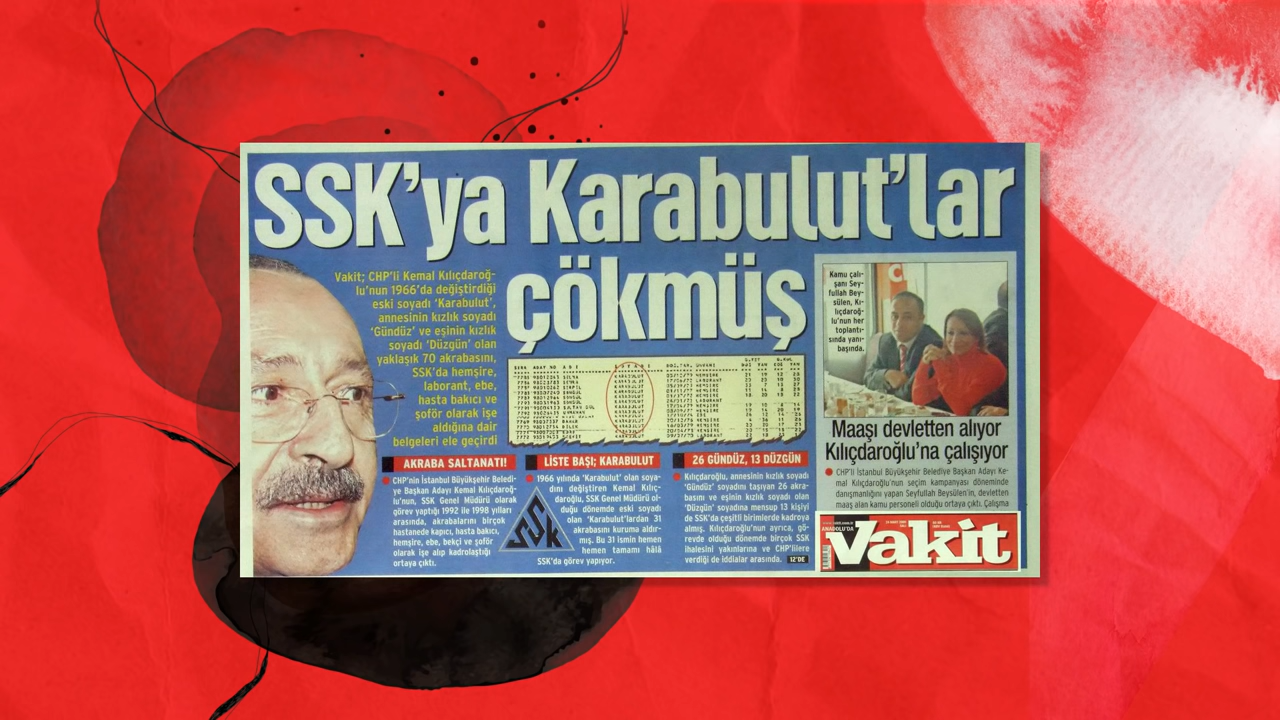 SSK'ya Karabulut'lar
çökmüş
Vakit; CHP'li Kemal Kılıçdaroğ-
lu'nun 1966'da değiştirdiği
eski soyadı 'Karabulut',
annesinin kızlık soyadı
'Gündüz' ve eşinin kızlık
soyadı 'Düzgün' olan
yaklaşık 70 akrabasını,
SSK'da hemşire,
laborant, ebe,
hasta bakıcı ve
şoför olarak işe
aldığına dair
belgeleri ele geçirdi
AKRABA SALTANATI!
CHP'nin İstanbul Büyükşehir Beledi-
ye Başkan Adayı Kemal Kılıçdaroğ-
lu'nun, SSK Genel Müdürü olarak
görev yaptığı 1992 ile 1998 yılları
arasında, akrabalarını birçok
hastanede kapıcı, hasta bakıcı,
hemşire, ebe, bekçi ve şoför
olarak işe alıp kadrolaştığı
ortaya çıktı.
LİSTE BAŞI; KARABULUT
1966 yılında 'Karabulut' olan soya-
dını değiştiren Kemal Kılıç-
daroğlu, SSK Genel Müdürü ol-
duğu dönemde eski soyadı
olan 'Karabulut'lardan 31
akrabasını kuruma aldır-
mış. Bu 31 ismin hemen
hemen tamamı hâlâ
SSK'da görev yapıyor.
SSK
26 GÜNDÜZ, 13 DÜZGÜN
Kılıçdaroğlu, annesinin kızlık soyadı
'Gündüz' soyadını taşıyan 26 akra-
basını ve eşinin kızlık soyadı olan
'Düzgün' soyadına mensup 13 kişiyi
de SSK'da çeşitli birimlerde kadroya
almış. Kılıçdaroğlu'nun ayrıca, gö-
revde olduğu dönemde birçok SSK
ihalesini yakınlarına ve CHP'lilere
verdiği de iddialar arasında. 12'DE
Kamu çalı-
şanı Sey-
fullah Bey-
sülen, Kı-
lıçdaroğ-
lu'nun her
toplantı-
sında yanı-
başında.
Maaşı devletten alıyor
Kılıçdaroğlu'na çalışıyor
CHP'li İstanbul Büyükşehir Belediye Başkan Adayı Ke-
mal Kılıçdaroğlu'nun seçim kampanyası döneminde
danışmanlığını yapan Seyfullah Beysülen'in, devletten
maaş alan kamu personeli olduğu ortaya çıktı. Çalışma
ANADOLU'DA
Vakit